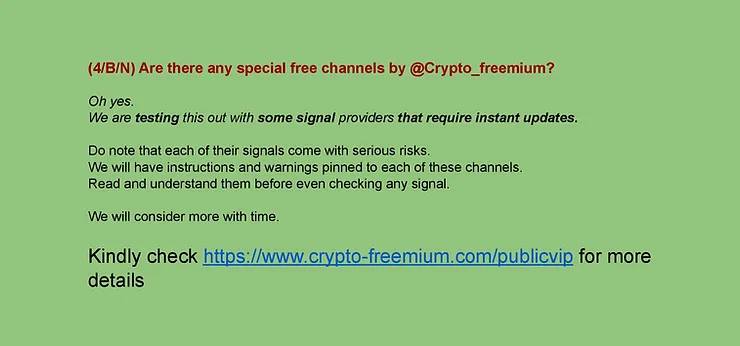 (4/B/N) Are there any special free channels by @Crypto_freemium?
Oh yes.
We are testing this out with some signal providers that require instant updates.
Do note that each of their signals come with serious risks.
We will have instructions and warnings pinned to each of these channels.
Read and understand them before even checking any signal.
We will consider more with time.
Kindly check https://www.crypto-freemium.com/publicvip for more
details